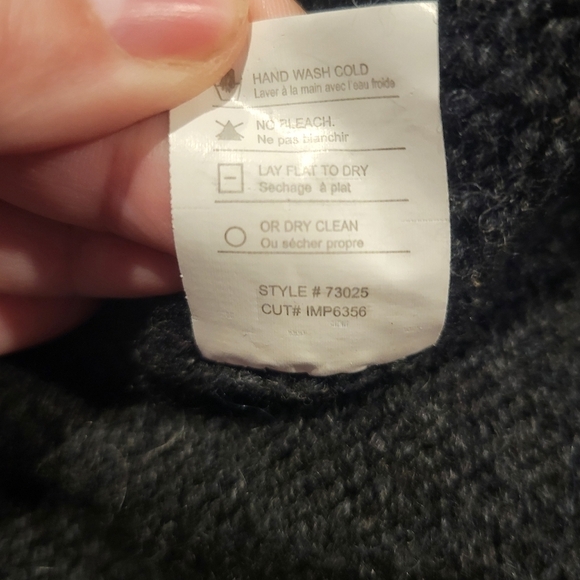 HAND WASH COLD
Laver à la main avec l'eau froide
NO BLEACH.
Ne pas blanchir
LAY FLAT TO DRY
Sechage à plat
OR DRY CLEAN
Ou sécher propre
STYLE # 73025
CUT# IMP6356